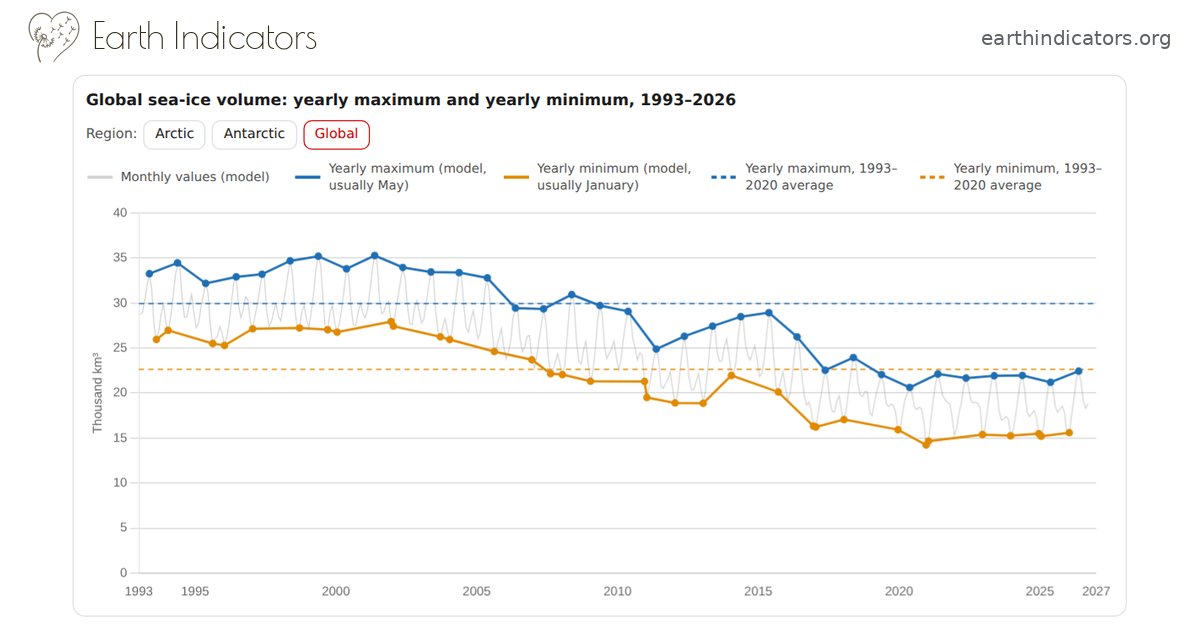 Earth Indicators
earthindicators.org
Global sea-ice volume: yearly maximum and yearly minimum, 1993–2026
Region: Arctic Antarctic Global
Monthly values (model)
Yearly maximum (model,
usually May)
Yearly minimum (model,
usually January)
Yearly maximum, 1993–
2020 average
Yearly minimum, 1993–
2020 average
Thousand km³
40
35
30
25
20
15
10
5
0
1993 1995 2000 2005 2010 2015 2020 2025 2027